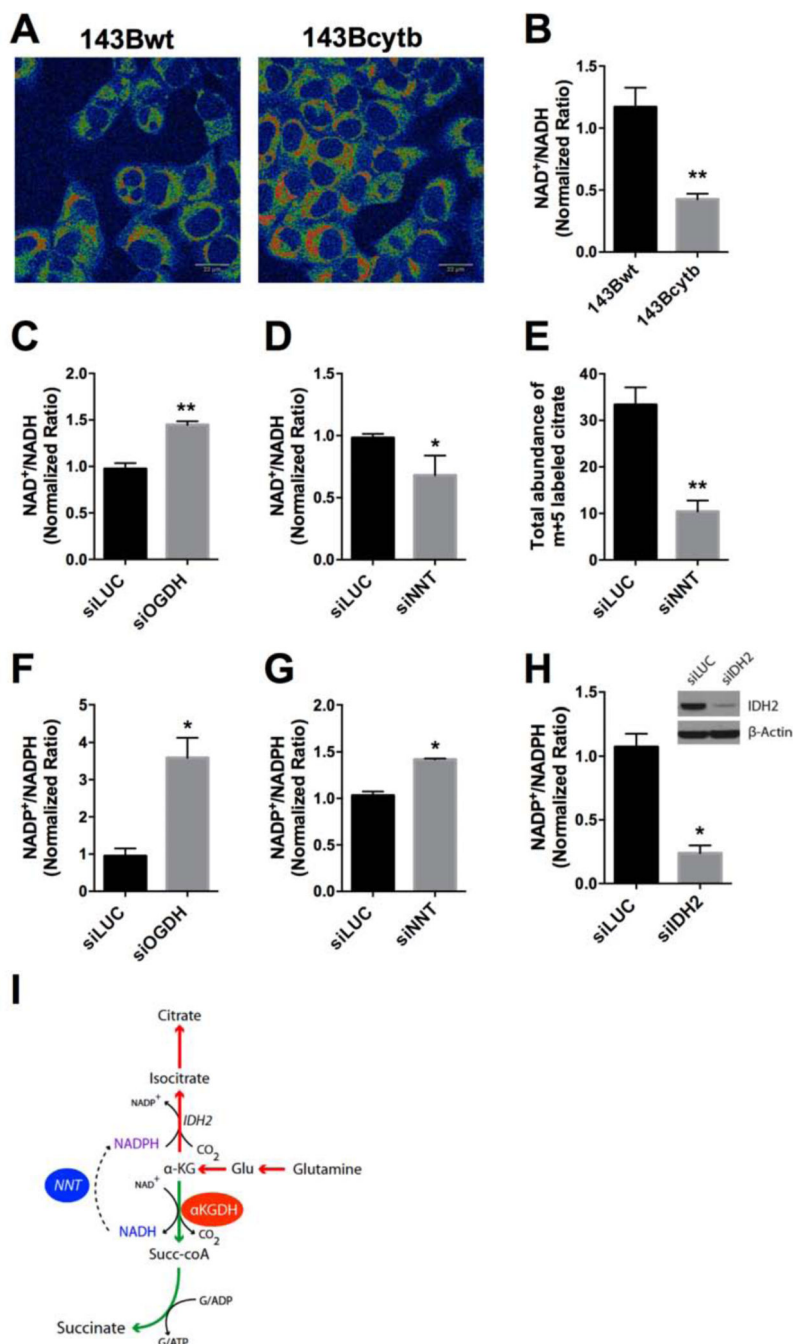 A
143Bwt
143Bcytb
33 µm
33 µm
B
NAD+/NADH
(Normalized Ratio)
1.5
1.0
0.5
0.0
**
143Bwt
143Bcytb
C
NAD+/NADH
(Normalized Ratio)
2.0
1.5
1.0
0.5
0.0
**
siLUC
siOGDH
D
NAD+/NADH
(Normalized Ratio)
1.5
1.0
0.5
0.0
*
siLUC
siNNT
E
Total abundance of
m+5 labeled citrate
40
30
20
10
0
**
siLUC
siNNT
F
NADP+/NADPH
(Normalized Ratio)
5
4
3
2
1
0
*
siLUC
siOGDH
G
NADP+/NADPH
(Normalized Ratio)
2.0
1.5
1.0
0.5
0.0
*
siLUC
siNNT
H
NADP+/NADPH
(Normalized Ratio)
1.5
1.0
0.5
0.0
*
siLUC
siIDH2
siLUC
siIDH2
IDH2
β-Actin
I
Citrate
Isocitrate
NADP+
IDH2
NADPH
CO2
α-KG
Glu
Glutamine
NNT
NAD+
αKGDH
NADH
CO2
Succ-coA
G/ADP
Succinate
G/ATP